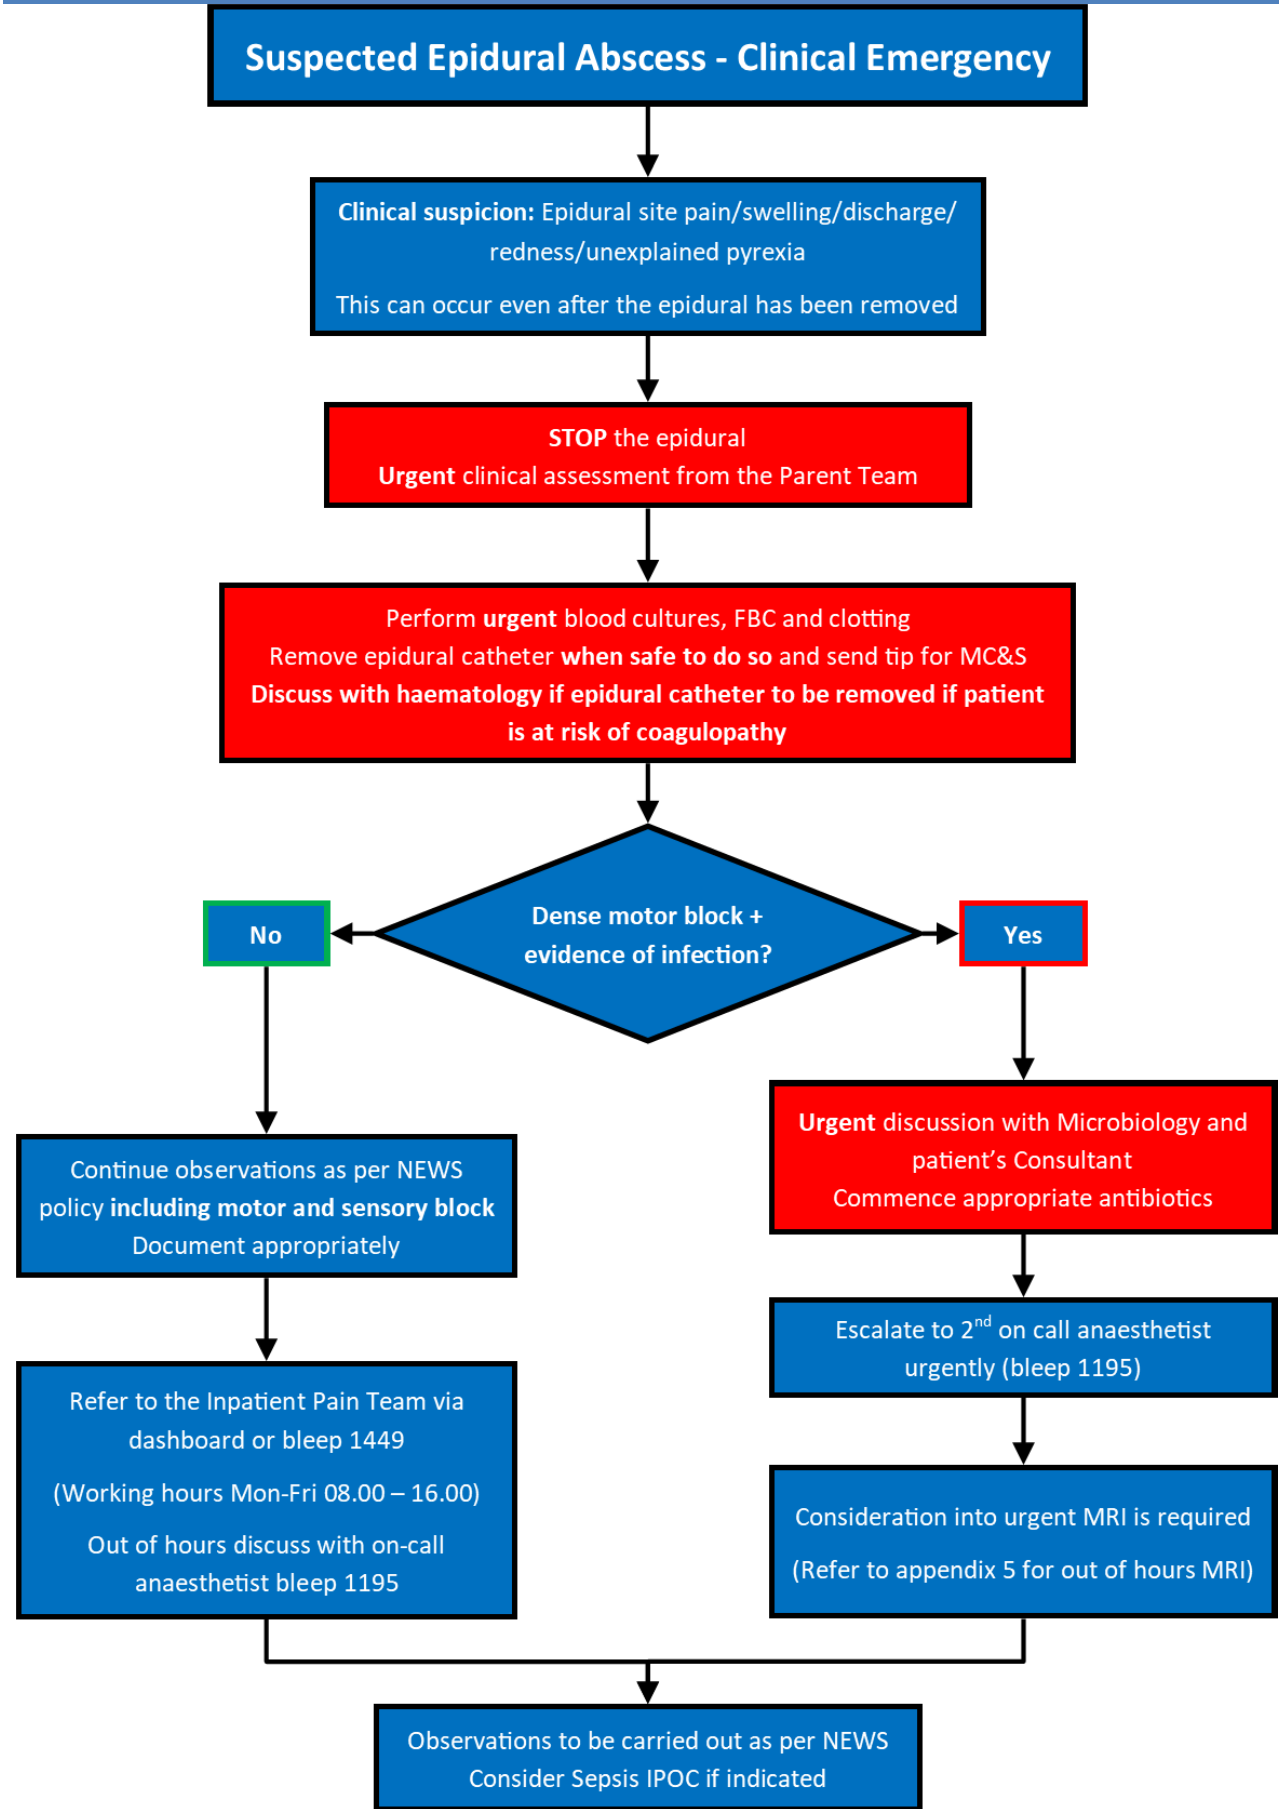 Suspected Epidural Abscess - Clinical Emergency
Clinical suspicion: Epidural site pain/swelling/discharge/
redness/unexplained pyrexia
This can occur even after the epidural has been removed
STOP the epidural
Urgent clinical assessment from the Parent Team
Perform urgent blood cultures, FBC and clotting
Remove epidural catheter when safe to do so and send tip for MC&S
Discuss with haematology if epidural catheter to be removed if patient
is at risk of coagulopathy
Dense motor block +
evidence of infection?
No
Yes
Continue observations as per NEWS
policy including motor and sensory block
Document appropriately
Refer to the Inpatient Pain Team via
dashboard or bleep 1449
(Working hours Mon-Fri 08.00 – 16.00)
Out of hours discuss with on-call
anaesthetist bleep 1195
Urgent discussion with Microbiology and
patient’s Consultant
Commence appropriate antibiotics
Escalate to 2nd on call anaesthetist
urgently (bleep 1195)
Consideration into urgent MRI is required
(Refer to appendix 5 for out of hours MRI)
Observations to be carried out as per NEWS
Consider Sepsis IPOC if indicated